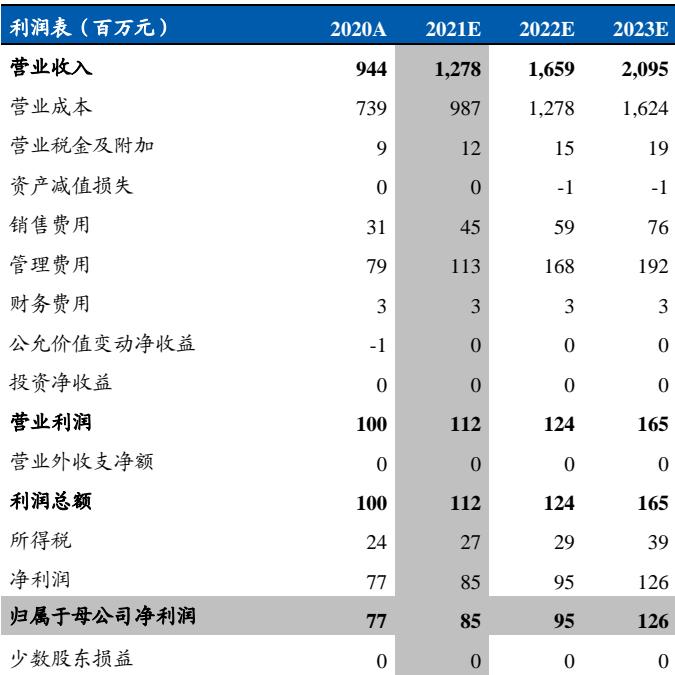 利润表（百万元） 2020A 2021E 2022E 2023E
营业收入 944 1,278 1,659 2,095
营业成本 739 987 1,278 1,624
营业税金及附加 9 12 15 19
资产减值损失 0 0 -1 -1
销售费用 31 45 59 76
管理费用 79 113 168 192
财务费用 3 3 3 3
公允价值变动净收益 -1 0 0 0
投资净收益 0 0 0 0
营业利润 100 112 124 165
营业外收支净额 0 0 0 0
利润总额 100 112 124 165
所得税 24 27 29 39
净利润 77 85 95 126
归属于母公司净利润 77 85 95 126
少数股东损益 0 0 0 0